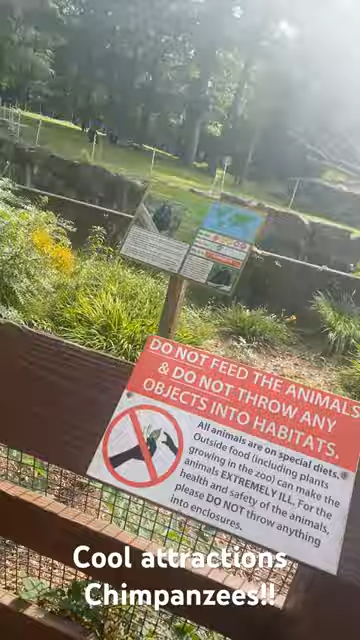 DO NOT FEED THE ANIMALS
& DO NOT THROW ANY
OBJECTS INTO HABITATS.
All animals are on special diets.
Outside food (including plants
growing in the zoo) can make the
animals EXTREMELY ILL. For the
health and safety of the animals,
please DO NOT throw anything
into enclosures.
Cool attractions
Chimpanzees!!